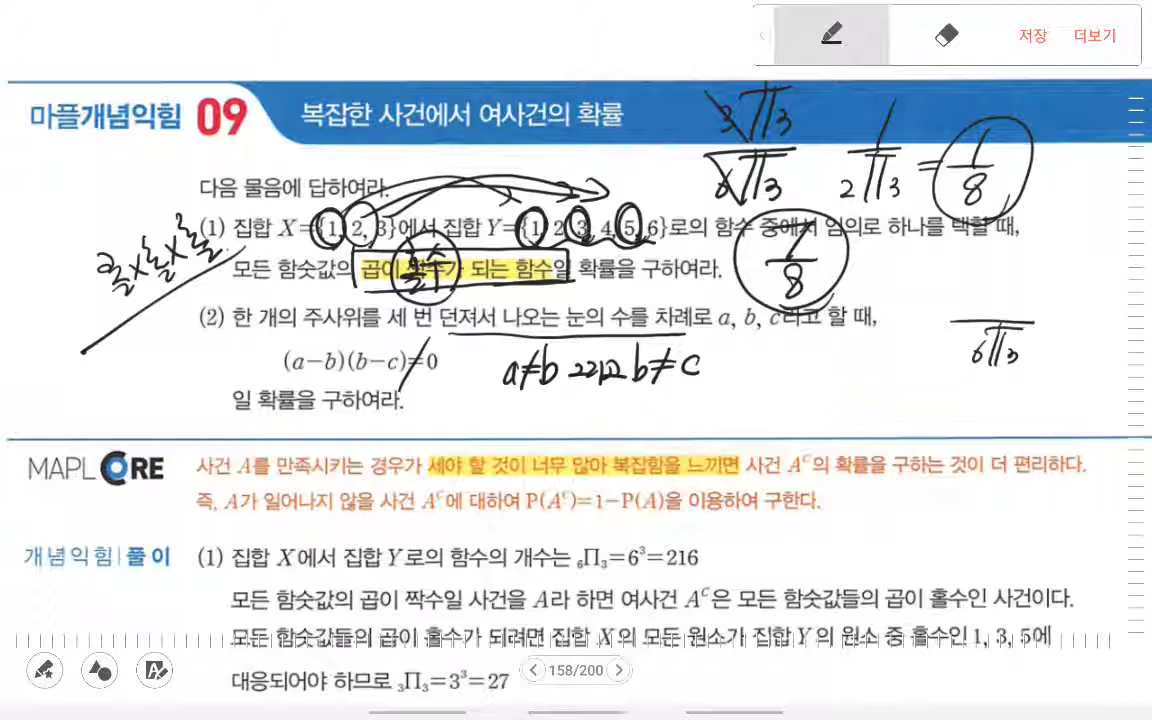 저장 더보기
마플개념익힘 09 복잡한 사건에서 여사건의 확률
3Π3 / 6Π3 1 / 2Π3 = 1/8
다음 물음에 답하여라.
(1) 집합 X={1, 2, 3}에서 집합 Y={1, 2, 3, 4, 5, 6}로의 함수 중에서 임의로 하나를 택할 때,
홀×홀×홀
모든 함숫값의 곱이 짝수가 되는 함수일 확률을 구하여라.
홀수
1/8
(2) 한 개의 주사위를 세 번 던져서 나오는 눈의 수를 차례로 a, b, c라고 할 때,
6Π3
(a−b)(b−c)=0
a≠b 그리고 b≠c
일 확률을 구하여라.
MAPL CORE 사건 A를 만족시키는 경우가 세야 할 것이 너무 많아 복잡함을 느끼면 사건 Aᶜ의 확률을 구하는 것이 더 편리하다.
즉, A가 일어나지 않을 사건 Aᶜ에 대하여 P(Aᶜ)=1−P(A)을 이용하여 구한다.
개념익힘|풀이 (1) 집합 X에서 집합 Y로의 함수의 개수는 ₆Π₃=6³=216
모든 함숫값의 곱이 짝수일 사건을 A라 하면 여사건 Aᶜ은 모든 함숫값들의 곱이 홀수인 사건이다.
모든 함숫값들의 곱이 홀수가 되려면 집합 X의 모든 원소가 집합 Y의 원소 중 홀수인 1, 3, 5에
대응되어야 하므로 ₃Π₃=3³=27
158/200